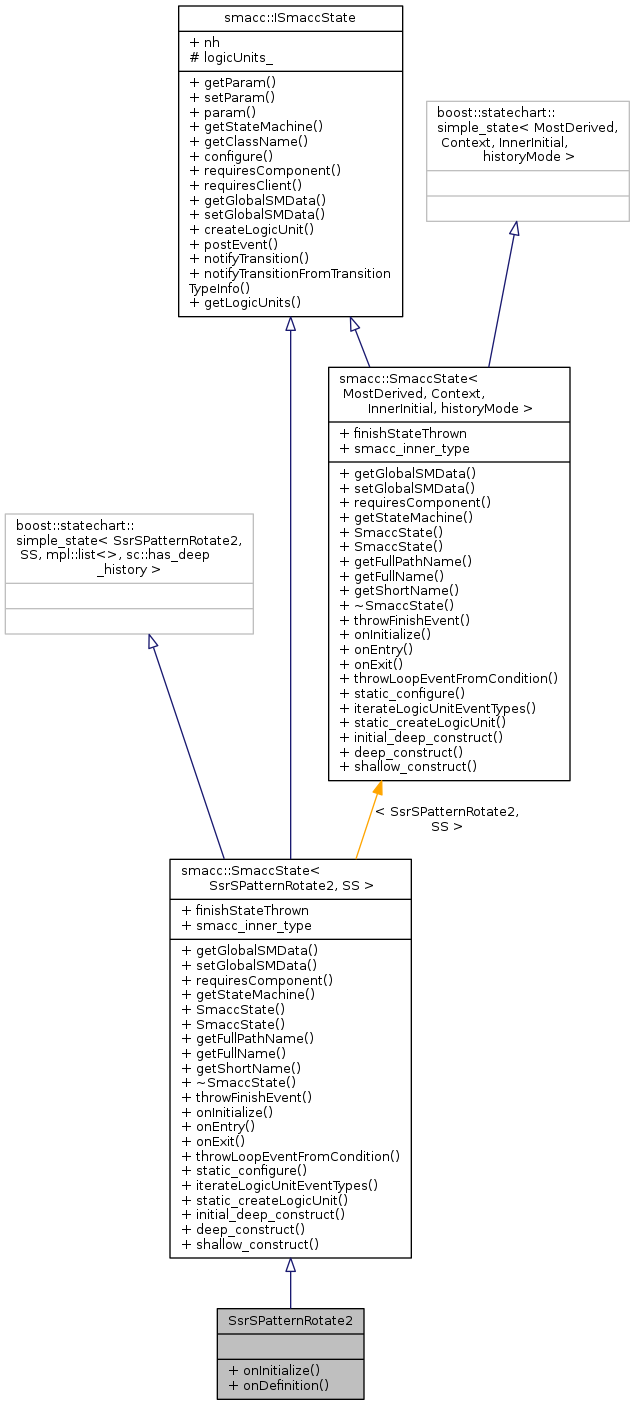 smacc::ISmaccState
+ nh
# logicUnits_
+ getParam()
+ setParam()
+ param()
+ getStateMachine()
+ getClassName()
+ configure()
+ requiresComponent()
+ requiresClient()
+ getGlobalSMData()
+ setGlobalSMData()
+ createLogicUnit()
+ postEvent()
+ notifyTransition()
+ notifyTransitionFromTransition
TypeInfo()
+ getLogicUnits()
boost::statechart::
simple_state< MostDerived,
Context, InnerInitial,
historyMode >
smacc::SmaccState<
MostDerived, Context,
InnerInitial, historyMode >
+ finishStateThrown
+ smacc_inner_type
+ getGlobalSMData()
+ setGlobalSMData()
+ requiresComponent()
+ getStateMachine()
+ SmaccState()
+ SmaccState()
+ getFullPathName()
+ getFullName()
+ getShortName()
+ ~SmaccState()
+ throwFinishEvent()
+ onInitialize()
+ onEntry()
+ onExit()
+ throwLoopEventFromCondition()
+ static_configure()
+ iterateLogicUnitEventTypes()
+ static_createLogicUnit()
+ initial_deep_construct()
+ deep_construct()
+ shallow_construct()
boost::statechart::
simple_state< SsrSPatternRotate2,
SS, mpl::list<>, sc::has_deep
_history >
< SsrSPatternRotate2,
SS >
smacc::SmaccState<
SsrSPatternRotate2, SS >
+ finishStateThrown
+ smacc_inner_type
+ getGlobalSMData()
+ setGlobalSMData()
+ requiresComponent()
+ getStateMachine()
+ SmaccState()
+ SmaccState()
+ getFullPathName()
+ getFullName()
+ getShortName()
+ ~SmaccState()
+ throwFinishEvent()
+ onInitialize()
+ onEntry()
+ onExit()
+ throwLoopEventFromCondition()
+ static_configure()
+ iterateLogicUnitEventTypes()
+ static_createLogicUnit()
+ initial_deep_construct()
+ deep_construct()
+ shallow_construct()
SsrSPatternRotate2
+ onInitialize()
+ onDefinition()